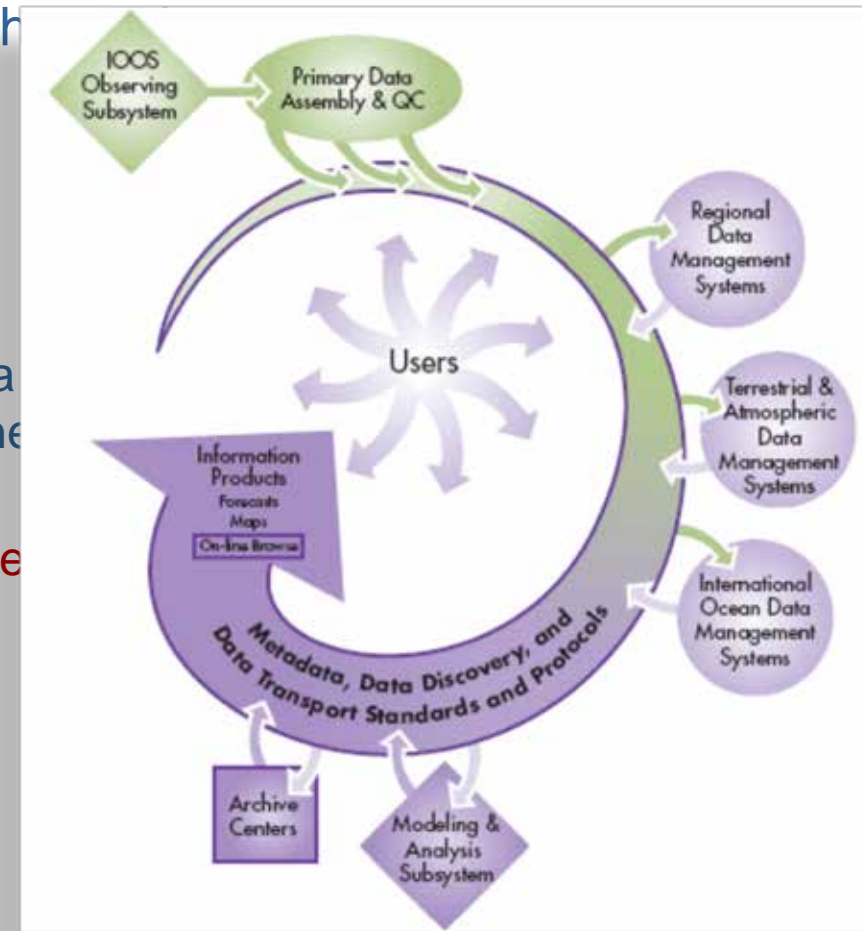 h
IOOS
Observing
Subsystem
Primary Data
Assembly & QC
Regional
Data
Management
Systems
Users
a
Terrestrial &
Atmospheric
Data
Management
Systems
ne
Information
Products
Forecasts
Maps
On-line Browse
e
International
Ocean Data
Management
Systems
Metadata, Data Discovery, and
Data Transport Standards and Protocols
Archive
Centers
Modeling &
Analysis
Subsystem